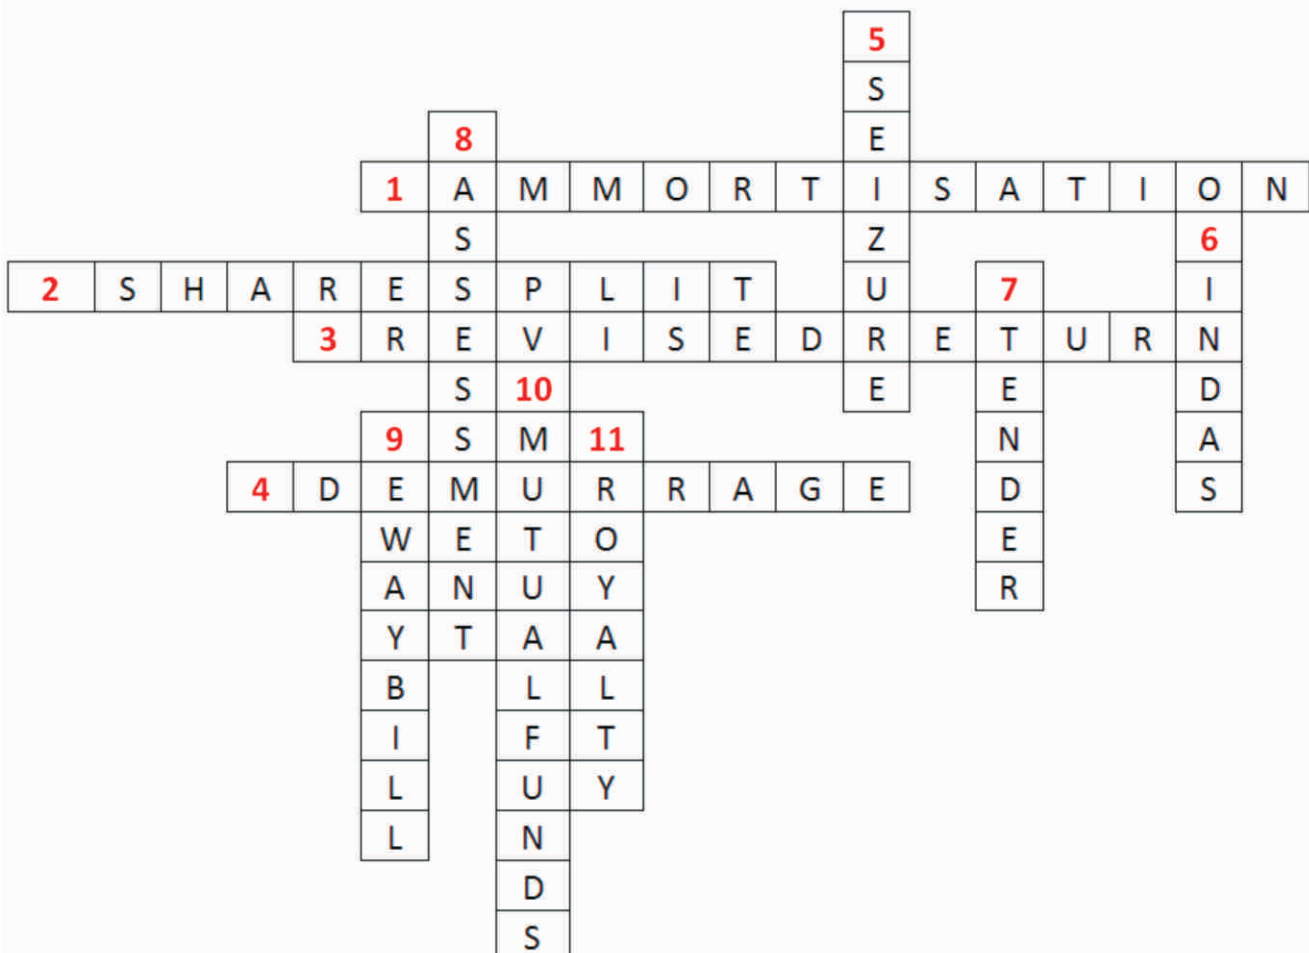 5
S
8 E
1 A M M O R T I S A T I O N
S Z 6
2 S H A R E S P L I T U 7 I
3 R E V I S E D R E T U R N
S 10 E E D
9 S M 11 N A
4 D E M U R R A G E D S
W E T O E
A N U Y R
Y T A A
B L L
I F T
L U Y
L N
D
S